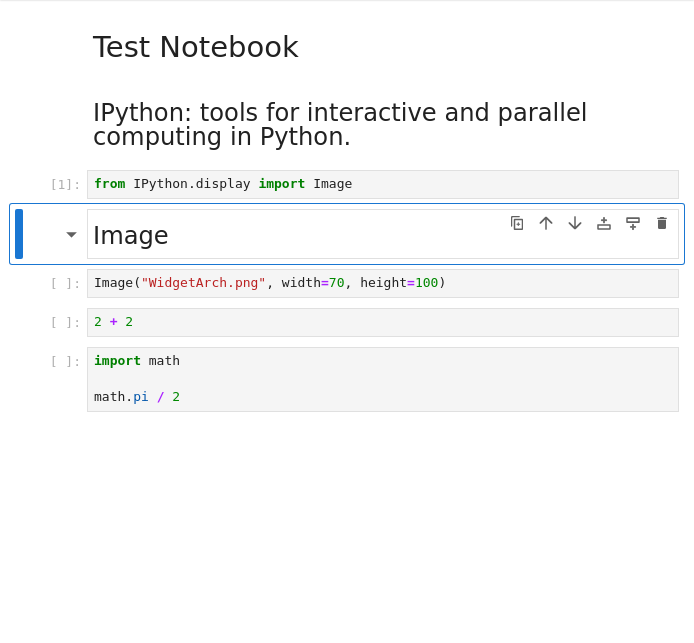 Test Notebook
IPython: tools for interactive and parallel
computing in Python.
[1]: from IPython.display import Image
Image
[ ]: Image("WidgetArch.png", width=70, height=100)
[ ]: 2 + 2
[ ]: import math
math.pi / 2